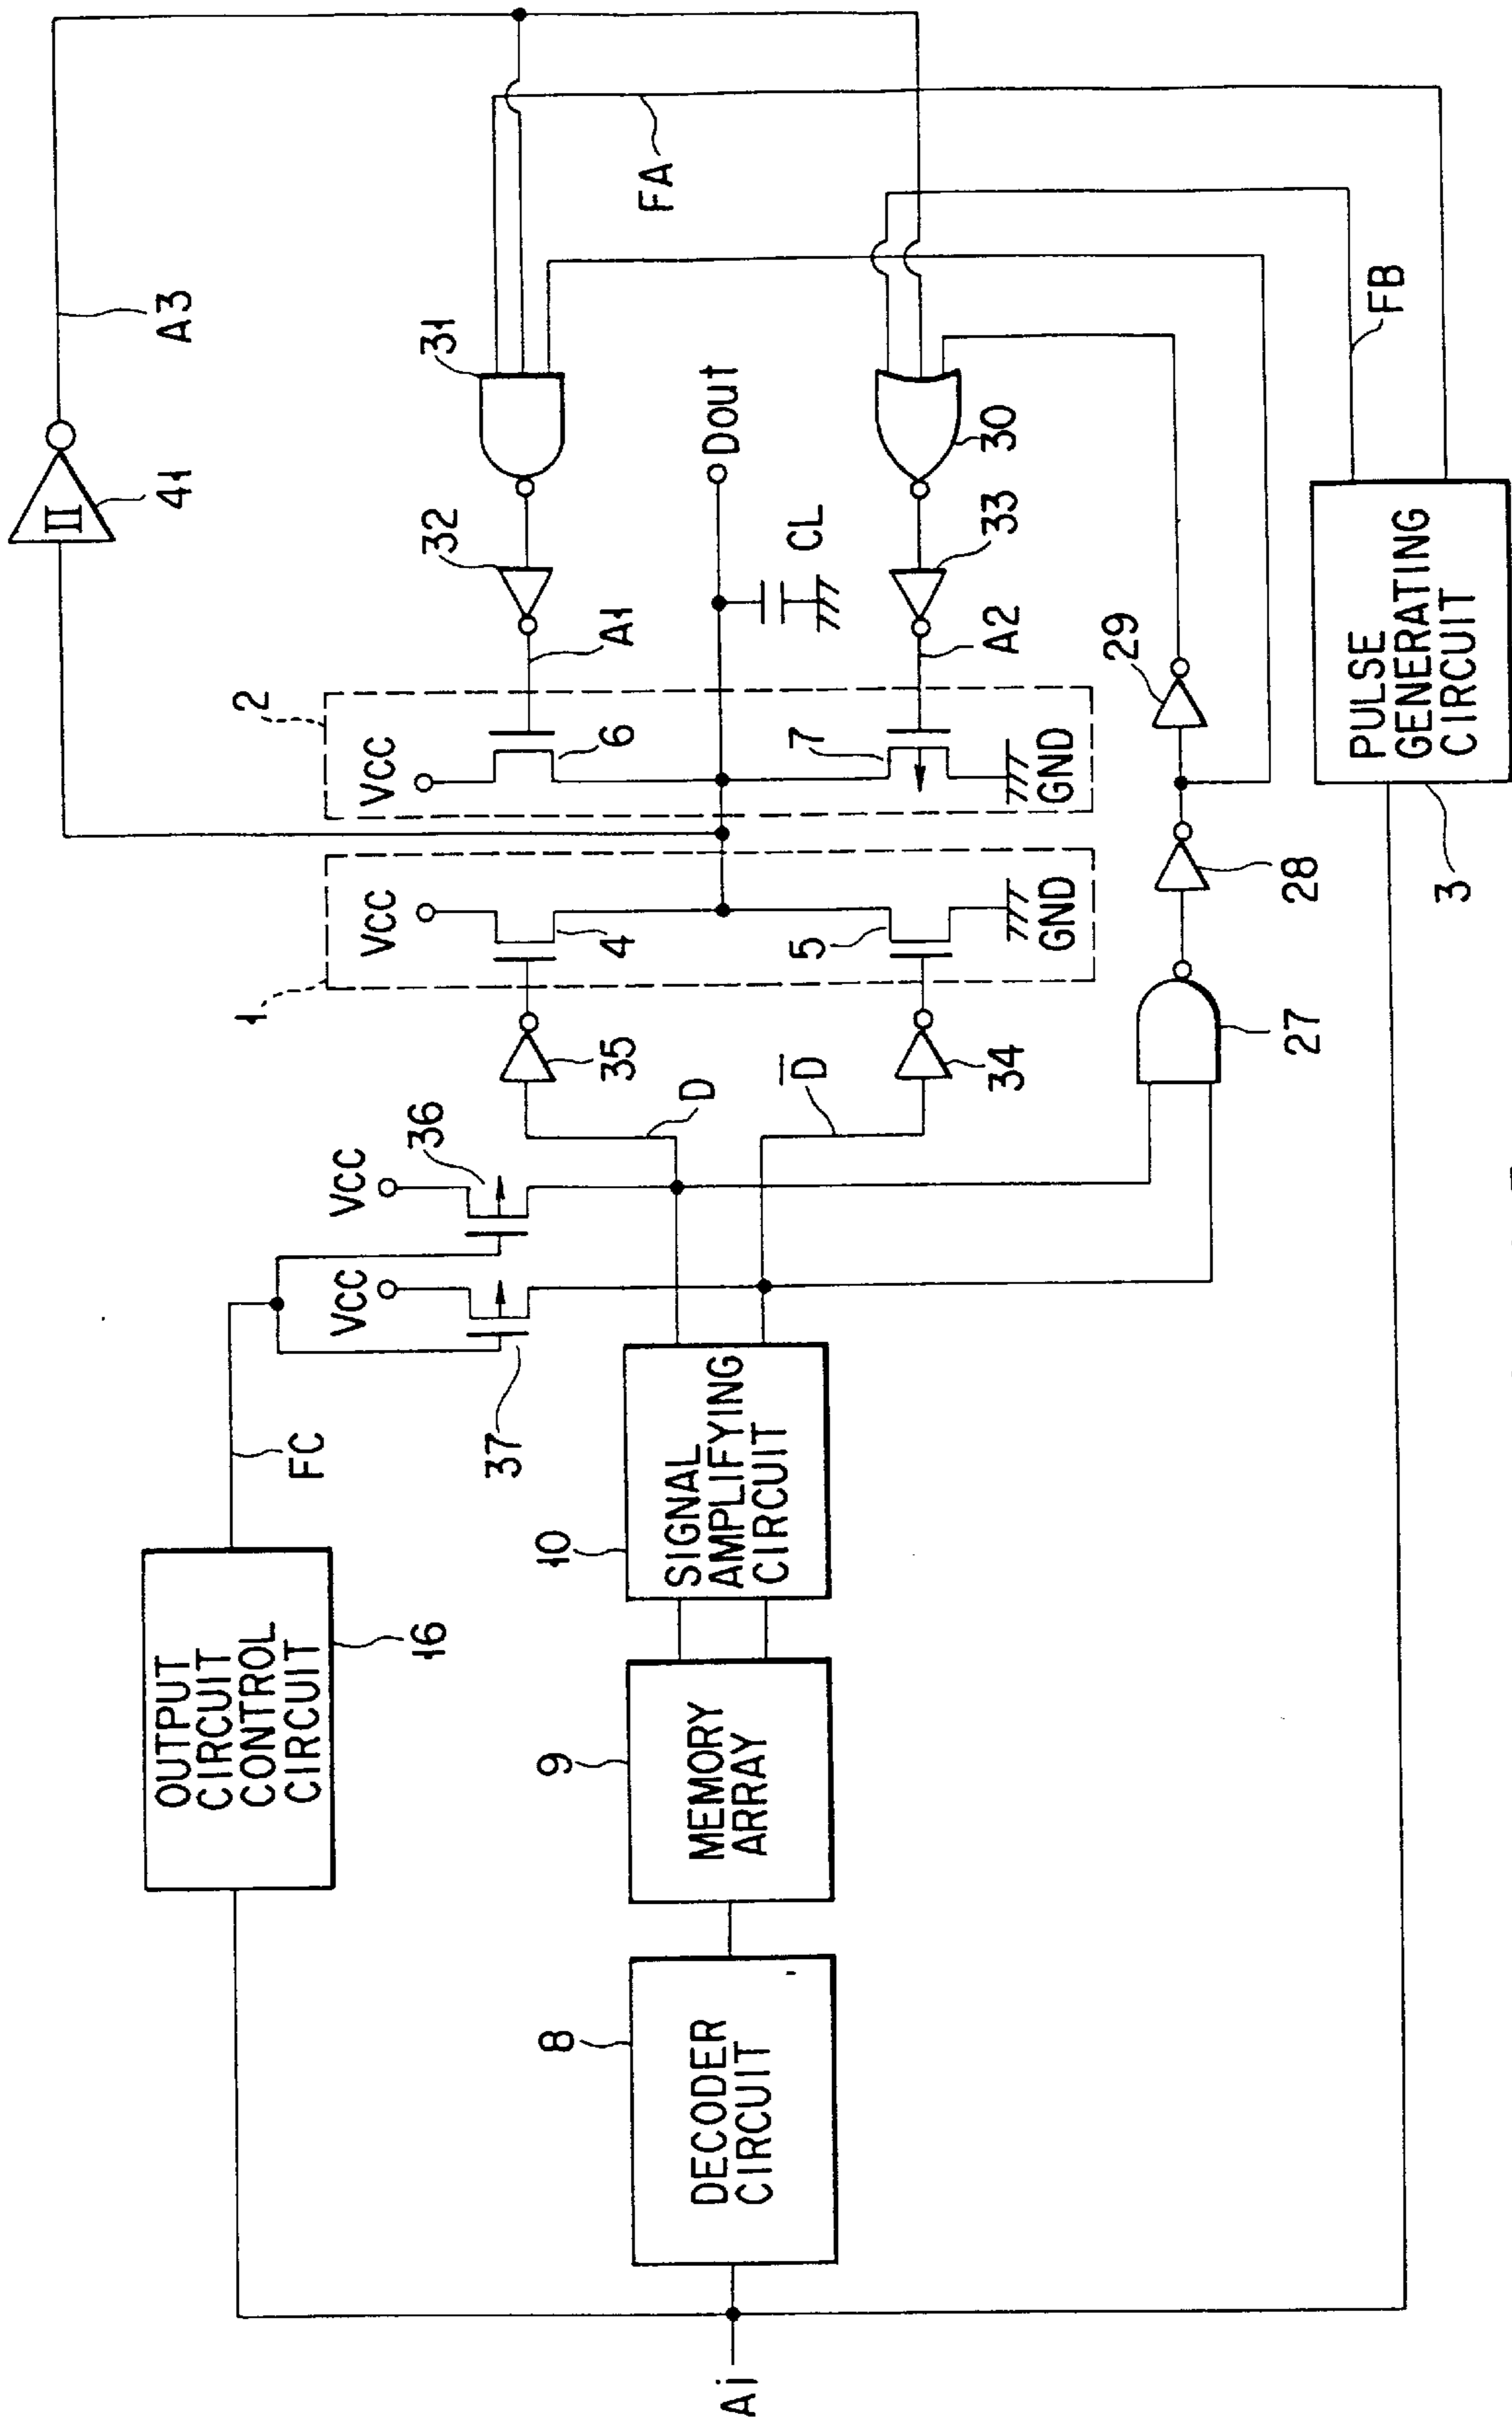 Ai
OUTPUT
CIRCUIT
CONTROL
CIRCUIT
16
FC
8
DECODER
CIRCUIT
9
MEMORY
ARRAY
10
SIGNAL
AMPLIFYING
CIRCUIT
VCC
37
VCC
36
D
D̅
35
34
27
28
29
1
VCC
4
5
GND
2
VCC
6
7
GND
A1
A2
32
33
CL
Dout
31
30
II
41
A3
FA
FB
PULSE
GENERATING
CIRCUIT
3